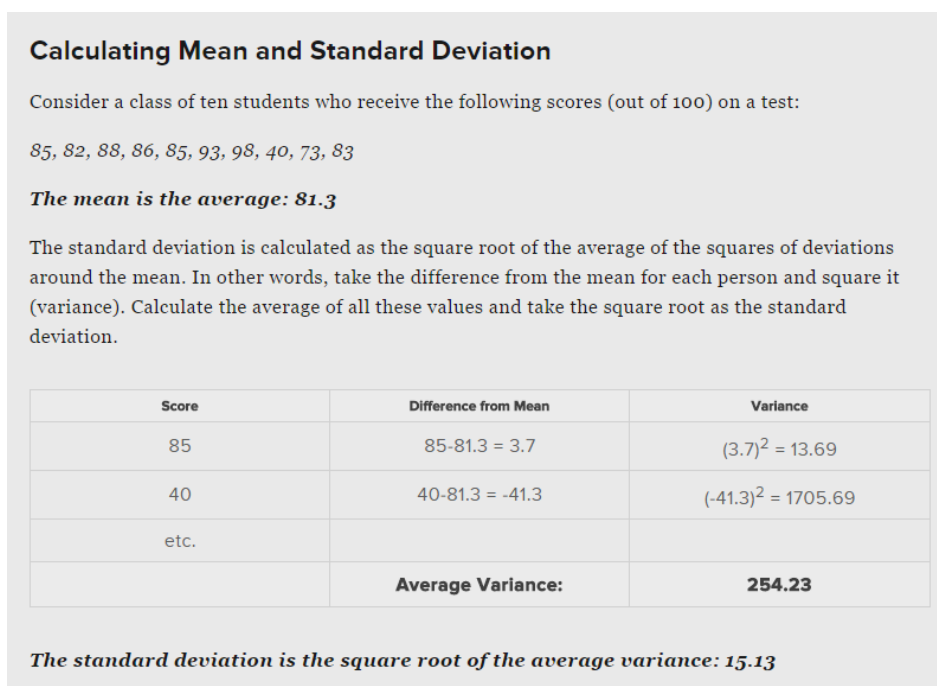 Calculating Mean and Standard Deviation
Consider a class of ten students who receive the following scores (out of 100) on a test:
85, 82, 88, 86, 85, 93, 98, 40, 73, 83
The mean is the average: 81.3
The standard deviation is calculated as the square root of the average of the squares of deviations
around the mean. In other words, take the difference from the mean for each person and square it
(variance). Calculate the average of all these values and take the square root as the standard
deviation.
Score Difference from Mean Variance
85 85-81.3 = 3.7 (3.7)² = 13.69
40 40-81.3 = -41.3 (-41.3)² = 1705.69
etc.
Average Variance: 254.23
The standard deviation is the square root of the average variance: 15.13